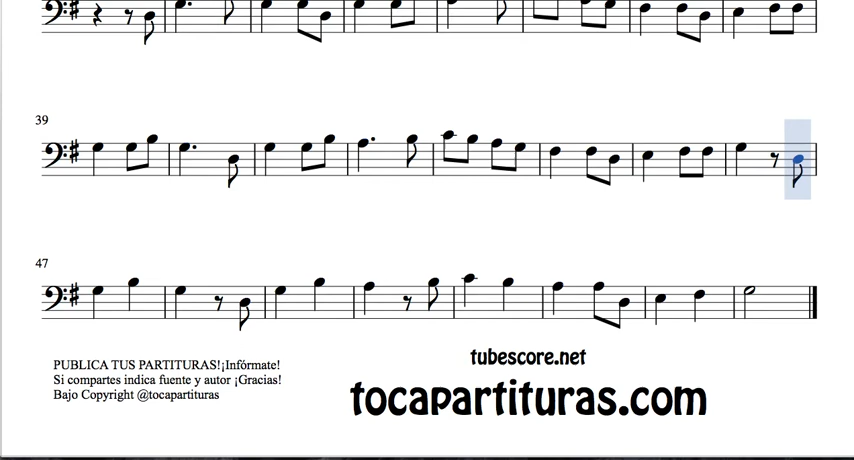 39
47
PUBLICA TUS PARTITURAS!¡Infórmate!
Si compartes indica fuente y autor ¡Gracias!
Bajo Copyright @tocapartituras
tubescore.net
tocapartituras.com